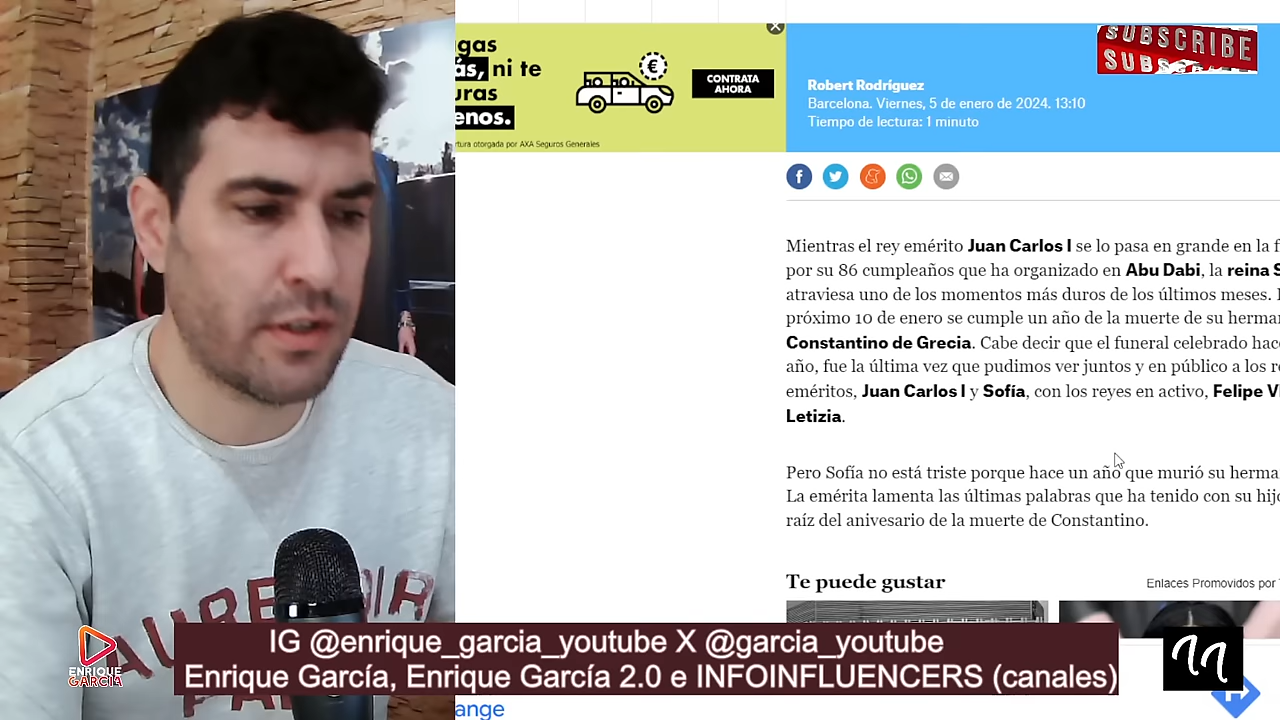 gas
ás, ni te
uras
enos.
CONTRATA
AHORA
rtura otorgada por AXA Seguros Generales
SUBSCRIBE
Robert Rodríguez
Barcelona. Viernes, 5 de enero de 2024. 13:10
Tiempo de lectura: 1 minuto
Mientras el rey emérito Juan Carlos I se lo pasa en grande en la f
por su 86 cumpleaños que ha organizado en Abu Dabi, la reina S
atraviesa uno de los momentos más duros de los últimos meses.
próximo 10 de enero se cumple un año de la muerte de su herman
Constantino de Grecia. Cabe decir que el funeral celebrado hace
año, fue la última vez que pudimos ver juntos y en público a los re
eméritos, Juan Carlos I y Sofía, con los reyes en activo, Felipe VI
Letizia.
Pero Sofía no está triste porque hace un año que murió su herma
La emérita lamenta las últimas palabras que ha tenido con su hijo
raíz del anivesario de la muerte de Constantino.
Te puede gustar
Enlaces Promovidos por T
IG @enrique_garcia_youtube X @garcia_youtube
Enrique García, Enrique García 2.0 e INFOINFLUENCERS (canales)
ENRIQUE
GARCÍA
ange